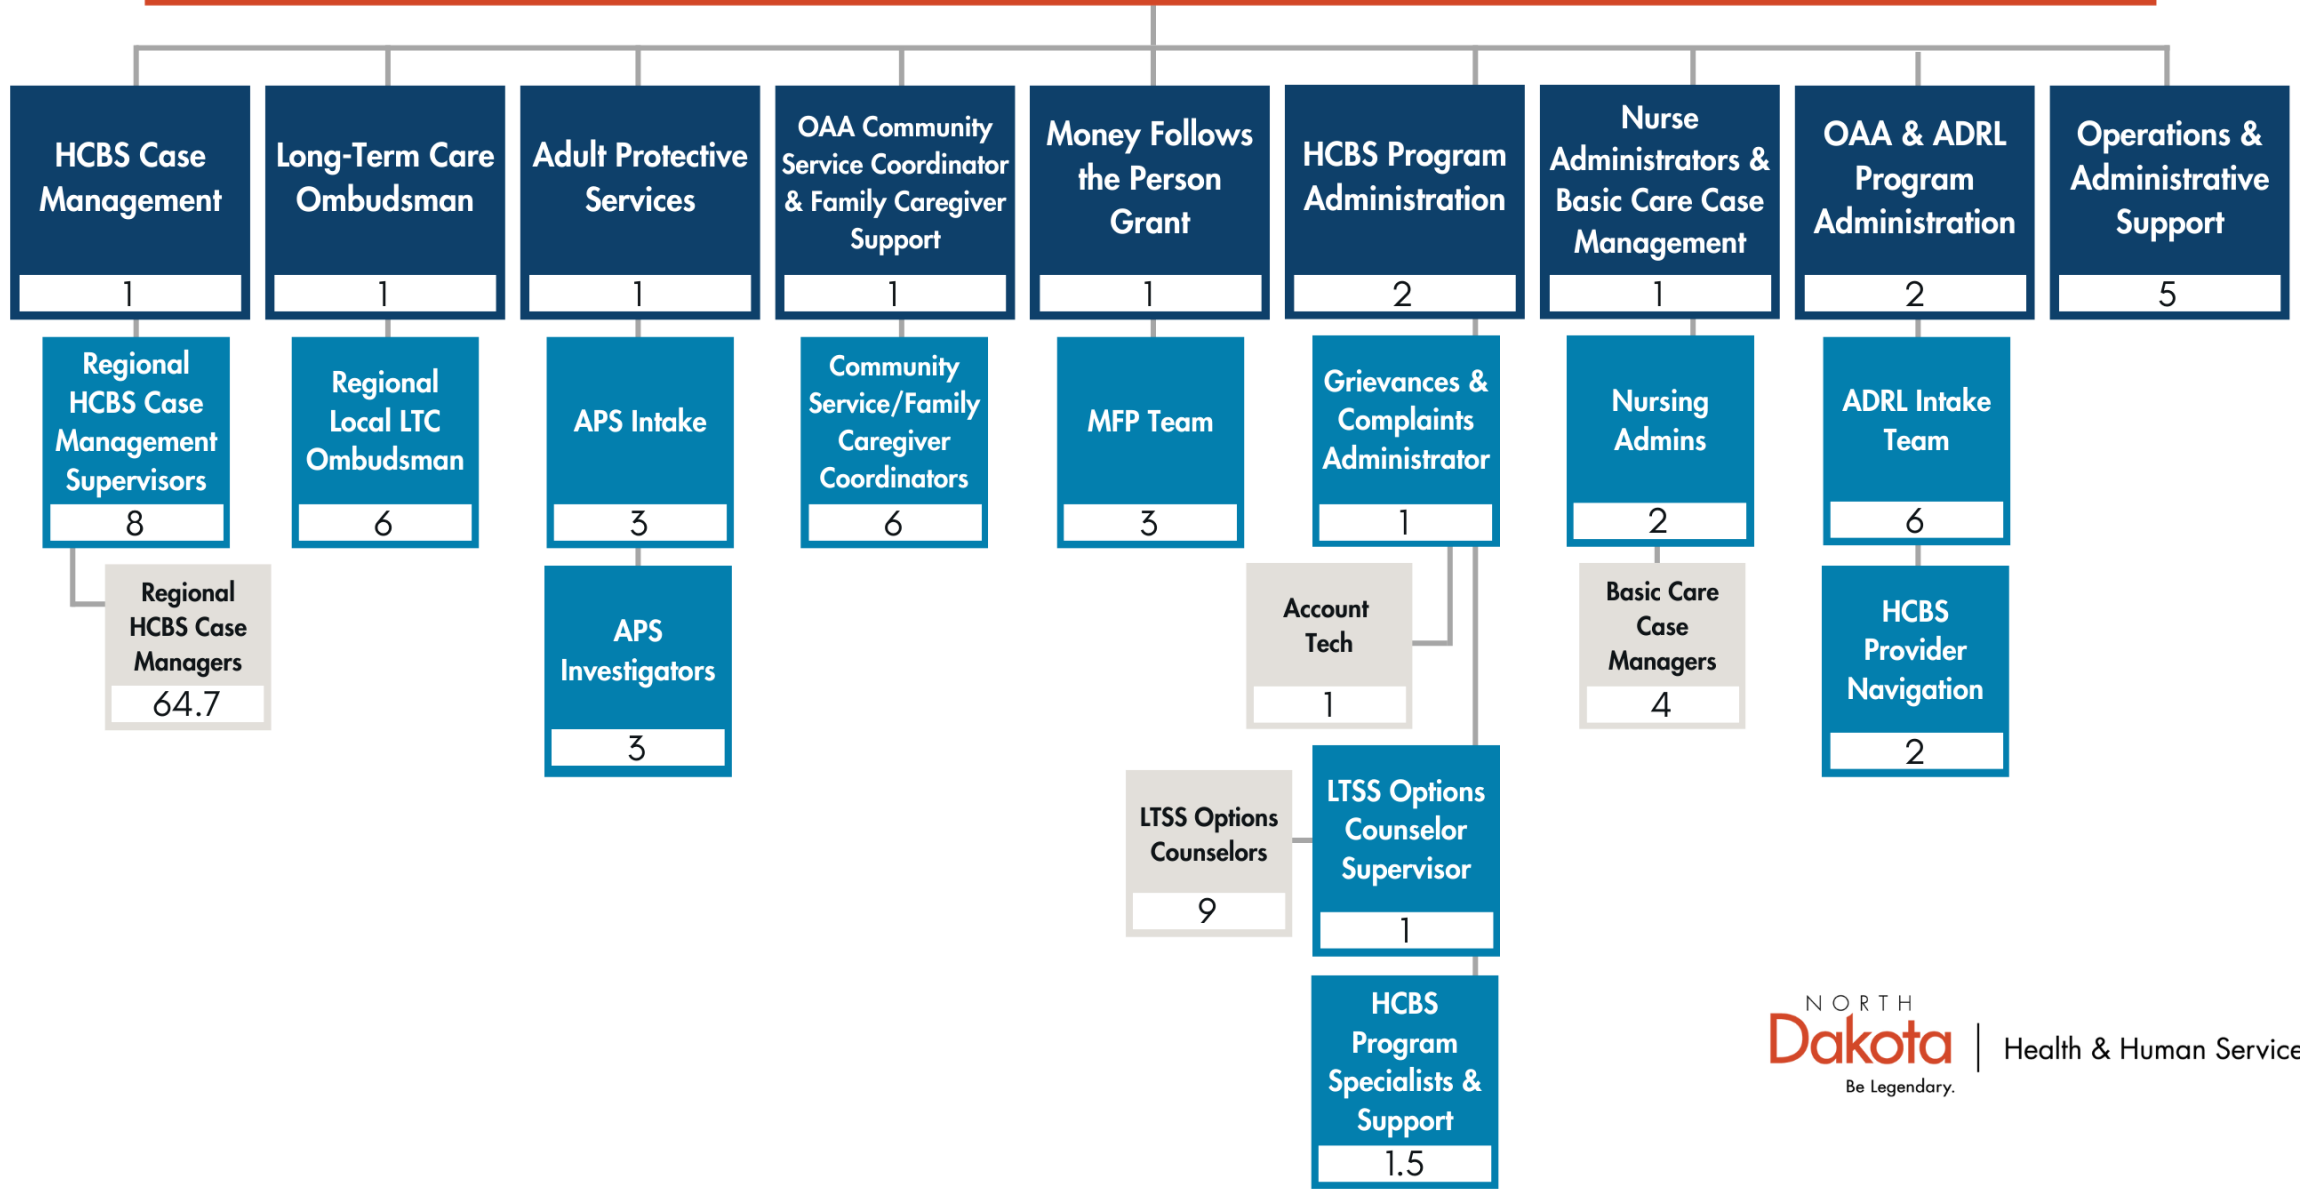 HCBS Case
Management
1
Long-Term Care
Ombudsman
1
Adult Protective
Services
1
OAA Community
Service Coordinator
& Family Caregiver
Support
1
Money Follows
the Person
Grant
1
HCBS Program
Administration
2
Nurse
Administrators &
Basic Care Case
Management
1
OAA & ADRL
Program
Administration
2
Operations &
Administrative
Support
5
Regional
HCBS Case
Management
Supervisors
8
Regional
Local LTC
Ombudsman
6
APS Intake
3
Community
Service/Family
Caregiver
Coordinators
6
MFP Team
3
Grievances &
Complaints
Administrator
1
Nursing
Admins
2
ADRL Intake
Team
6
Regional
HCBS Case
Managers
64.7
APS
Investigators
3
Account
Tech
1
Basic Care
Case
Managers
4
HCBS
Provider
Navigation
2
LTSS Options
Counselors
9
LTSS Options
Counselor
Supervisor
1
HCBS
Program
Specialists &
Support
1.5
NORTH
Dakota
Be Legendary.
Health & Human Service